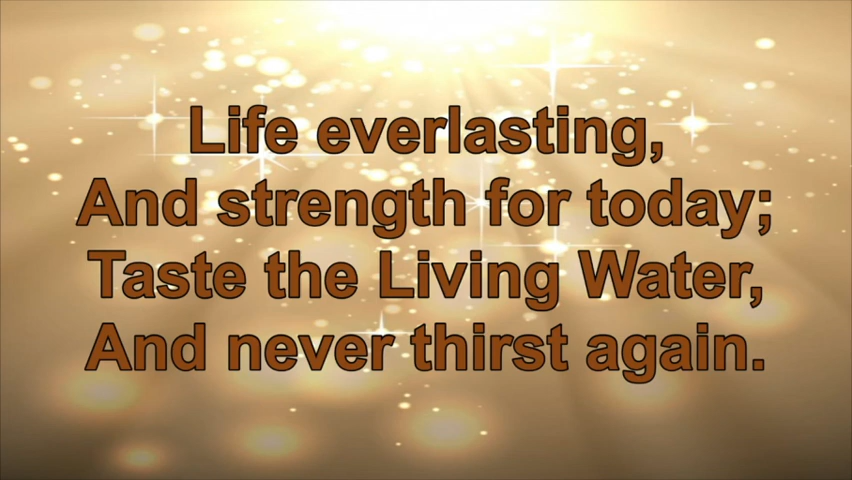 Life everlasting,
And strength for today;
Taste the Living Water,
And never thirst again.